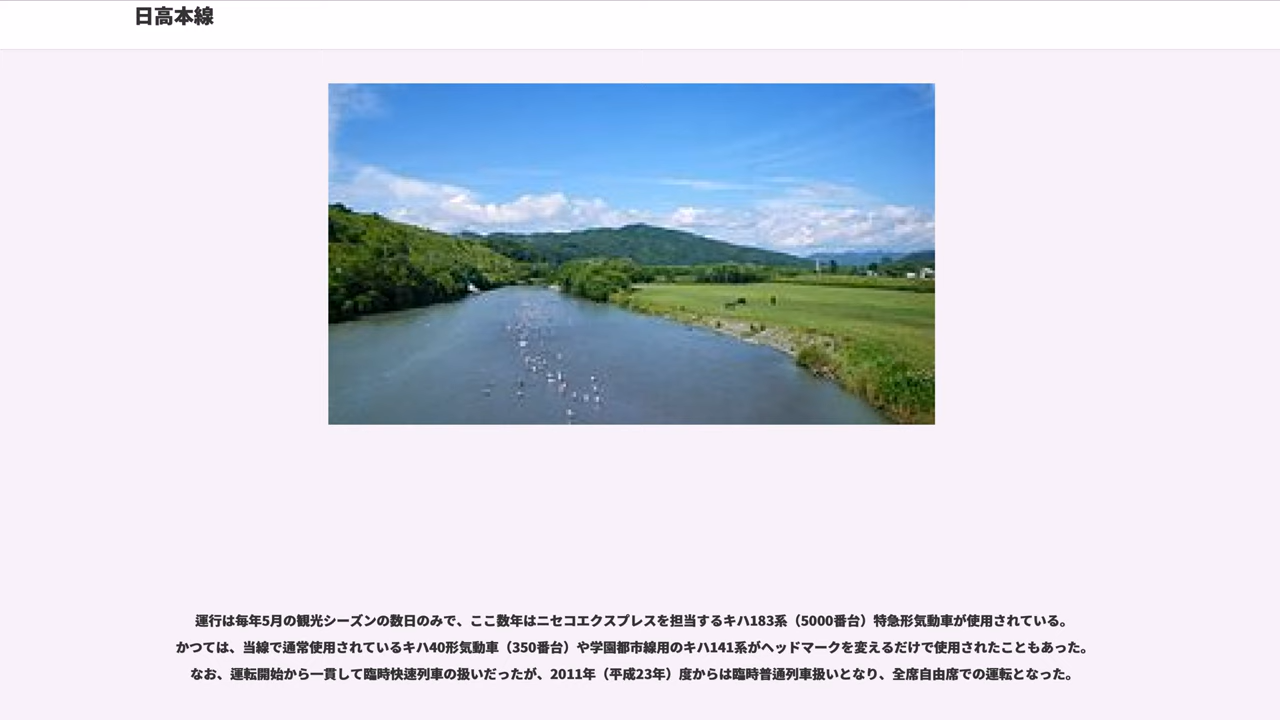 日高本線
運行は毎年5月の観光シーズンの数日のみで、ここ数年はニセコエクスプレスを担当するキハ183系（5000番台）特急形気動車が使用されている。
かつては、当線で通常使用されているキハ40形気動車（350番台）や学園都市線用のキハ141系がヘッドマークを変えるだけで使用されたこともあった。
なお、運転開始から一貫して臨時快速列車の扱いだったが、2011年（平成23年）度からは臨時普通列車扱いとなり、全席自由席での運転となった。